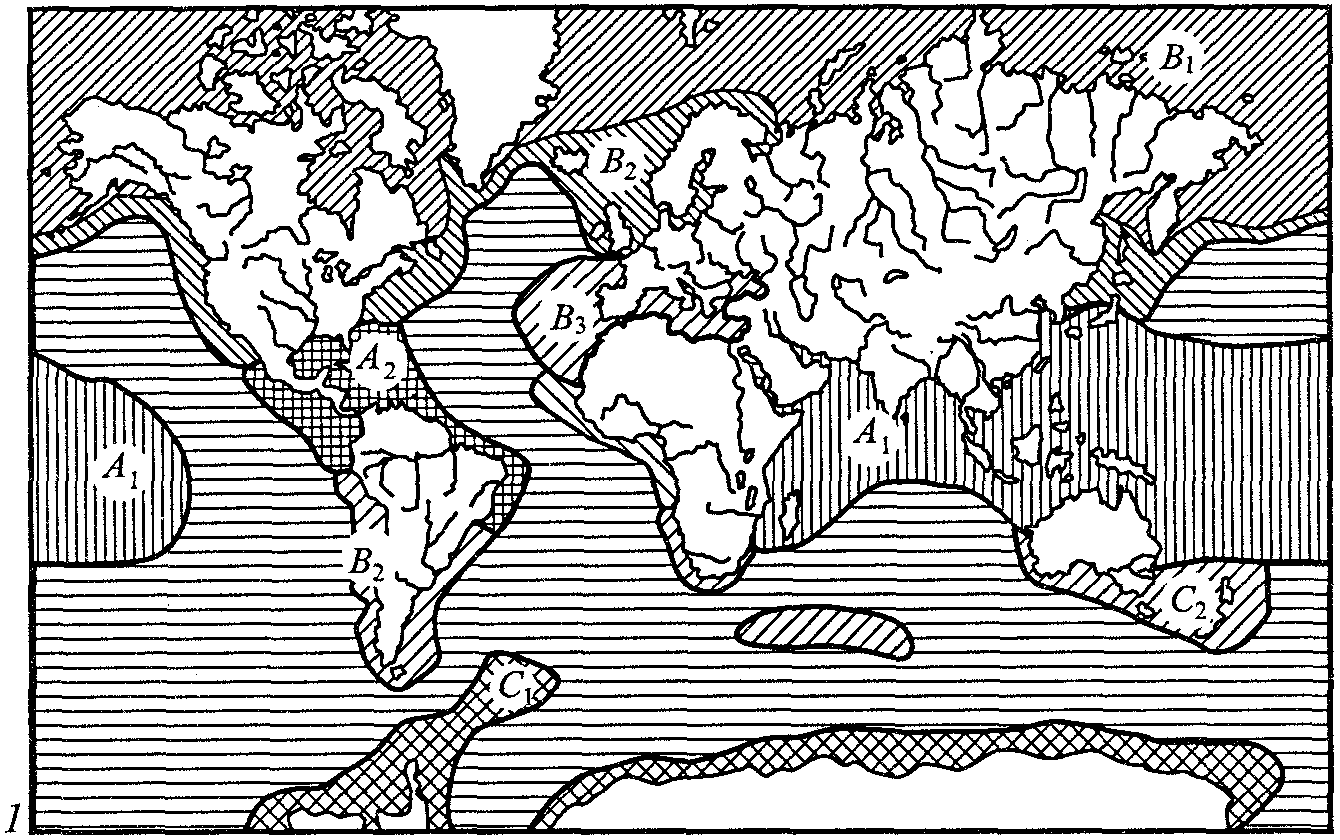 B₁
B₂
B₃
A₂
A₁
A₁
B₂
C₂
C₁
1